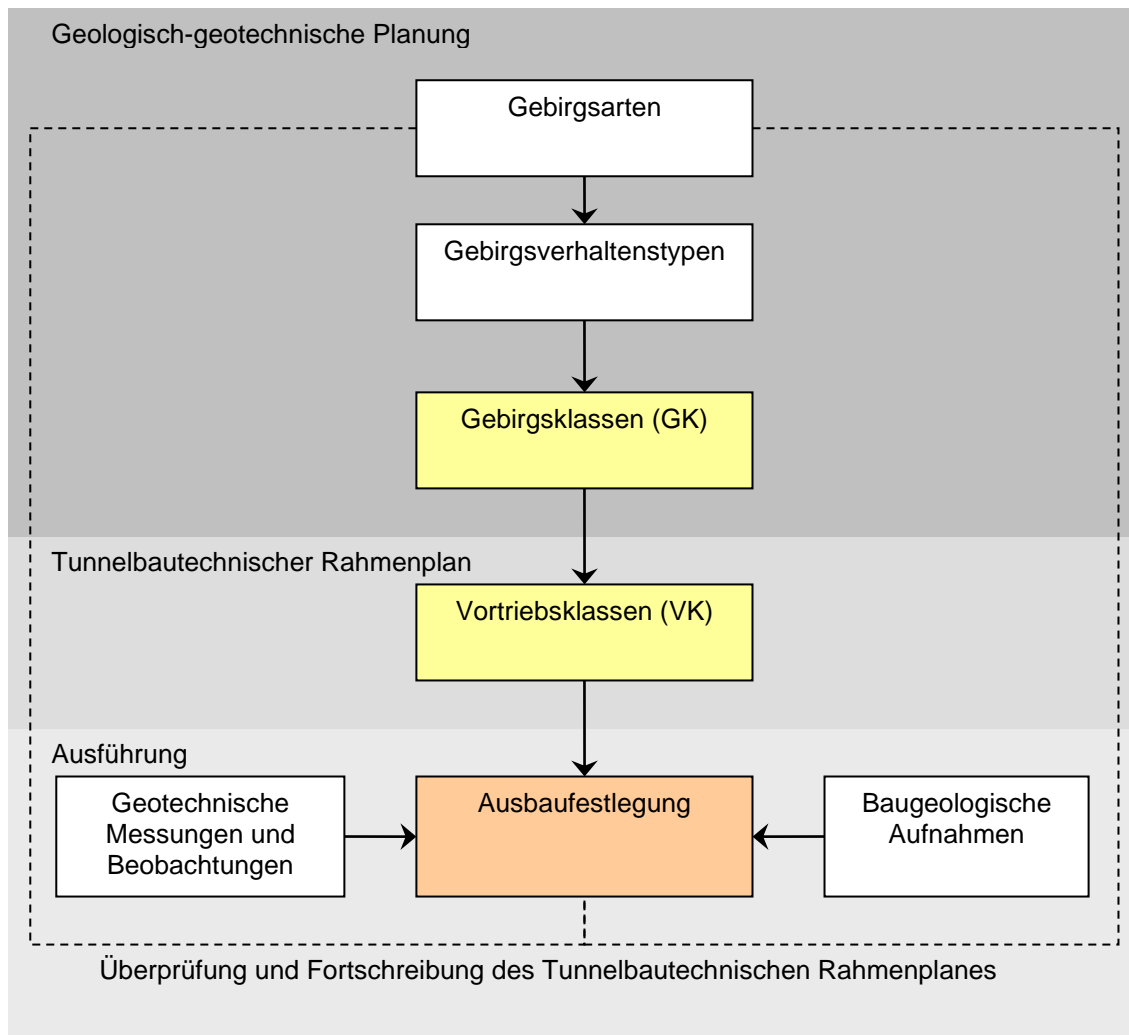 Geologisch-geotechnische Planung
Gebirgsarten
Gebirgsverhaltenstypen
Gebirgsklassen (GK)
Tunnelbautechnischer Rahmenplan
Vortriebsklassen (VK)
Ausführung
Geotechnische
Messungen und
Beobachtungen
Ausbaufestlegung
Baugeologische
Aufnahmen
Überprüfung und Fortschreibung des Tunnelbautechnischen Rahmenplanes